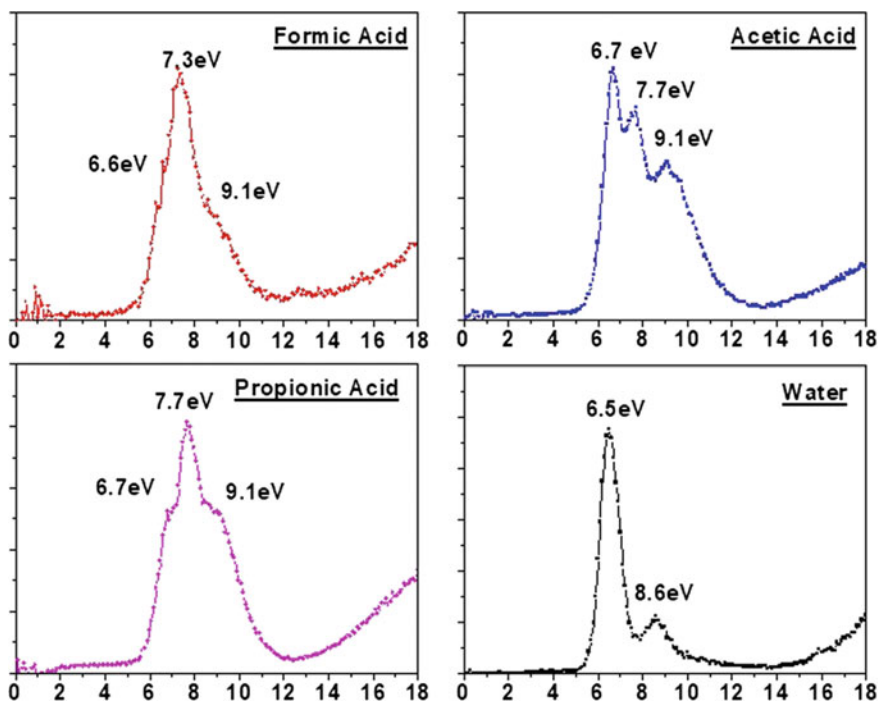 Formic Acid
7.3eV
6.6eV
9.1eV
0 2 4 6 8 10 12 14 16 18
Acetic Acid
6.7 eV
7.7eV
9.1eV
0 2 4 6 8 10 12 14 16 18
Propionic Acid
7.7eV
6.7eV
9.1eV
0 2 4 6 8 10 12 14 16 18
Water
6.5eV
8.6eV
0 2 4 6 8 10 12 14 16 18